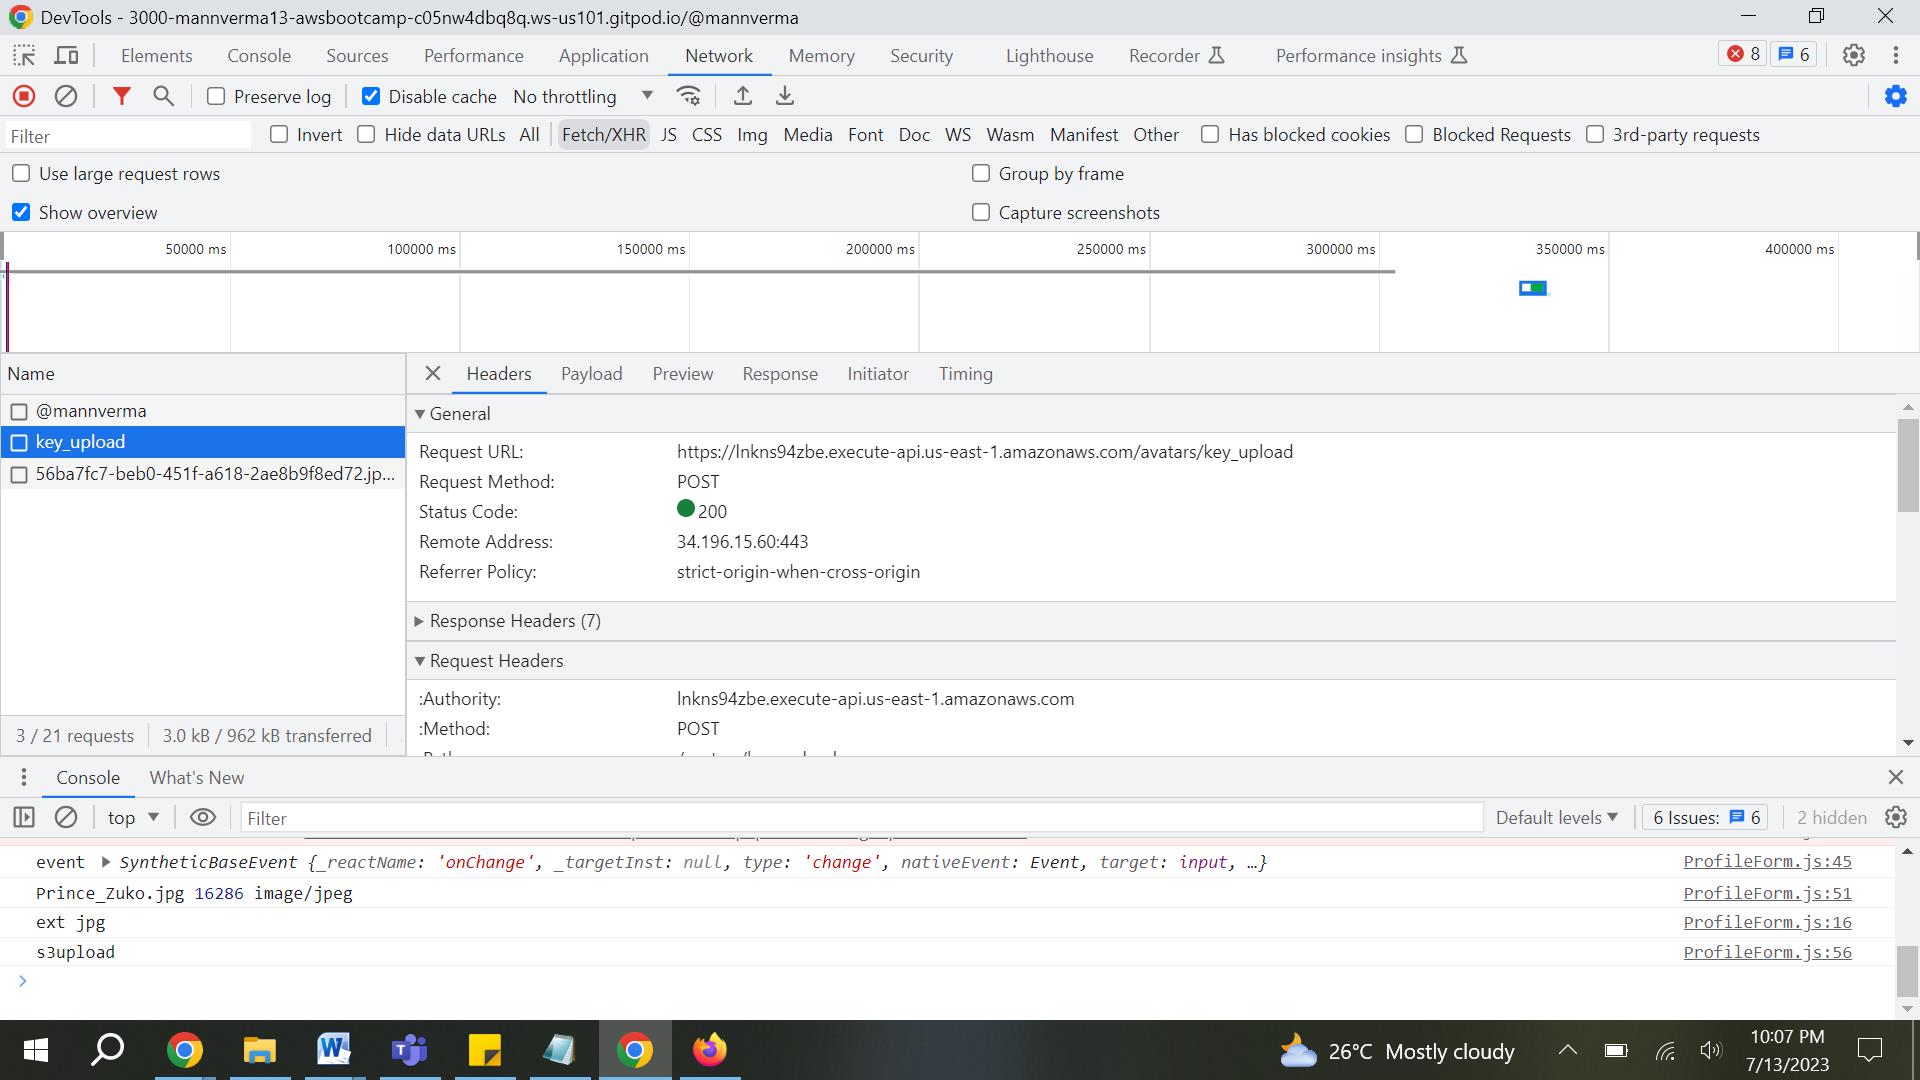 DevTools - 3000-mannverma13-awsbootcamp-c05nw4dbq8q.ws-us101.gitpod.io/@mannverma
Elements Console Sources Performance Application Network Memory Security Lighthouse Recorder Performance insights 8 6
Preserve log Disable cache No throttling
Filter Invert Hide data URLs All Fetch/XHR JS CSS Img Media Font Doc WS Wasm Manifest Other Has blocked cookies Blocked Requests 3rd-party requests
Use large request rows Group by frame
Show overview Capture screenshots
50000 ms 100000 ms 150000 ms 200000 ms 250000 ms 300000 ms 350000 ms 400000 ms
Name
@mannverma
key_upload
56ba7fc7-beb0-451f-a618-2ae8b9f8ed72.jp...
3 / 21 requests 3.0 kB / 962 kB transferred
Headers Payload Preview Response Initiator Timing
General
Request URL: https://lnkns94zbe.execute-api.us-east-1.amazonaws.com/avatars/key_upload
Request Method: POST
Status Code: 200
Remote Address: 34.196.15.60:443
Referrer Policy: strict-origin-when-cross-origin
Response Headers (7)
Request Headers
:Authority: lnkns94zbe.execute-api.us-east-1.amazonaws.com
:Method: POST
Console What's New
top Filter Default levels 6 Issues: 6 2 hidden
event SyntheticBaseEvent {_reactName: 'onChange', _targetInst: null, type: 'change', nativeEvent: Event, target: input, …} ProfileForm.js:45
Prince_Zuko.jpg 16286 image/jpeg ProfileForm.js:51
ext jpg ProfileForm.js:16
s3upload ProfileForm.js:56
26°C Mostly cloudy
10:07 PM
7/13/2023